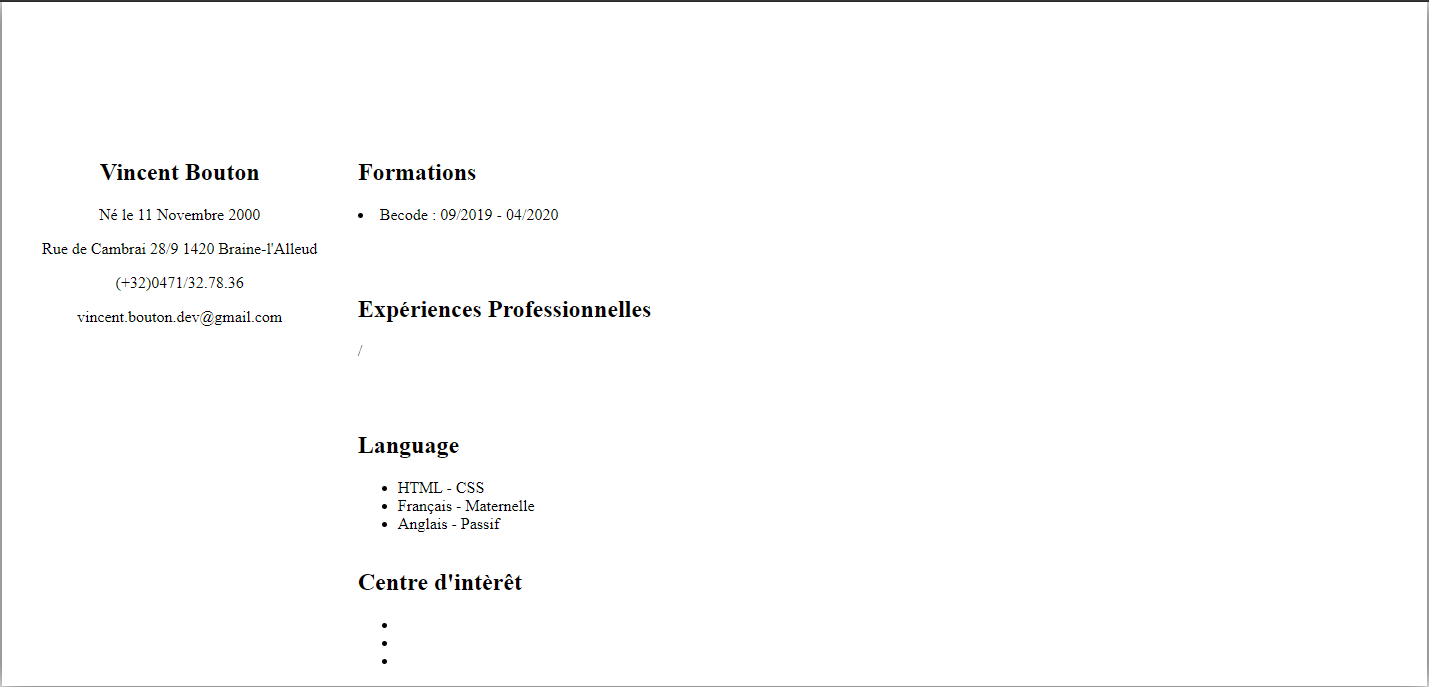 Vincent Bouton
Né le 11 Novembre 2000
Rue de Cambrai 28/9 1420 Braine-l'Alleud
(+32)0471/32.78.36
vincent.bouton.dev@gmail.com
Formations
• Becode : 09/2019 - 04/2020
Expériences Professionnelles
/
Language
• HTML - CSS
• Français - Maternelle
• Anglais - Passif
Centre d'intèrêt
•
•
•